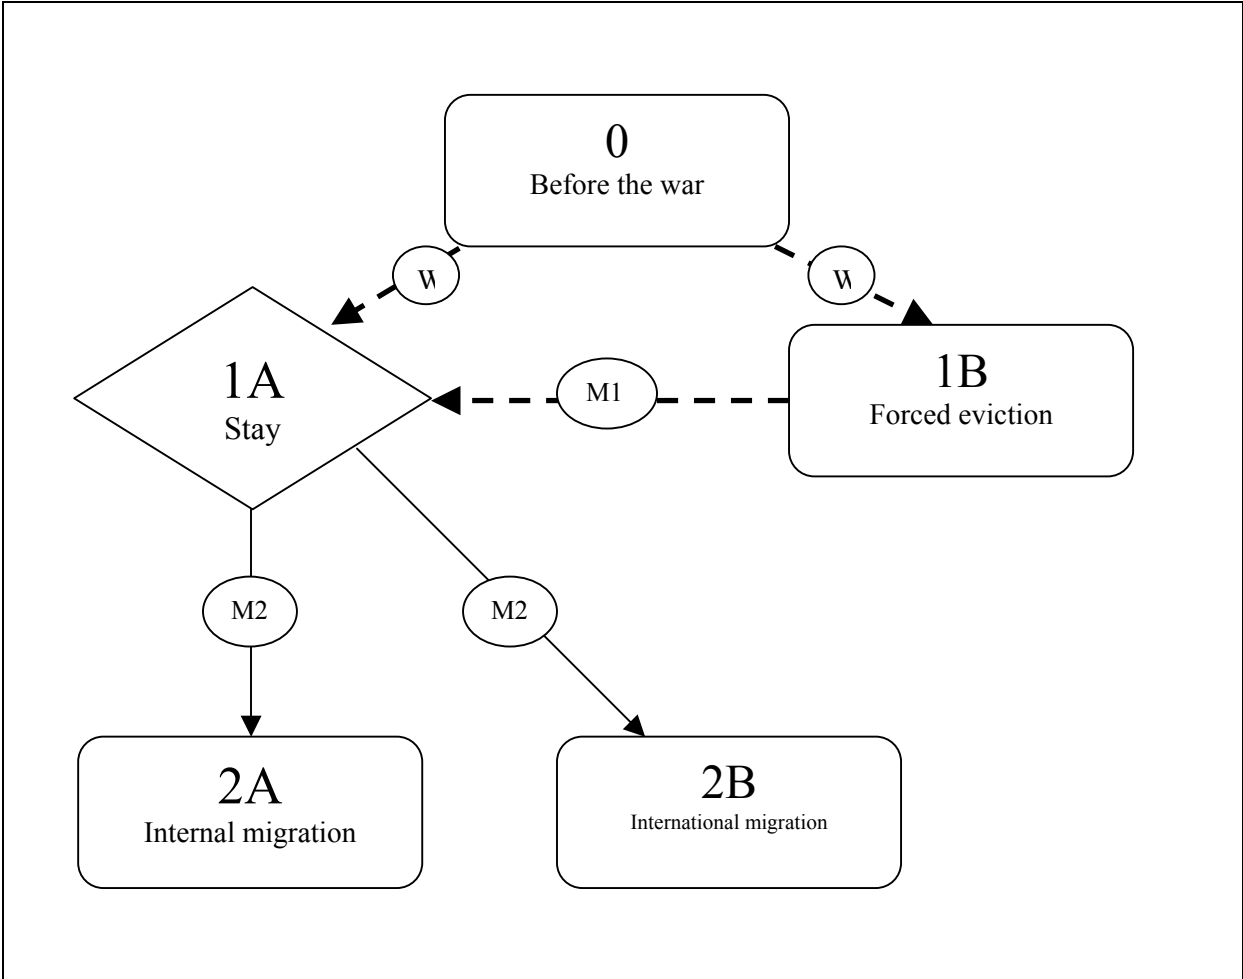 0
Before the war
W
W
1A
Stay
M1
1B
Forced eviction
M2
M2
2A
Internal migration
2B
International migration